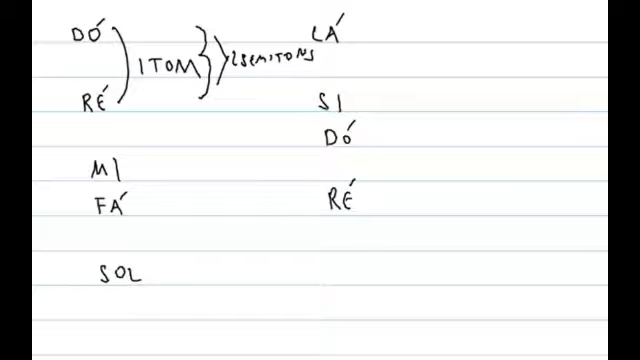 DÓ
1 TOM
2 SEMITONS
RÉ
MI
FÁ
SOL
LÁ
SI
DÓ
RÉ